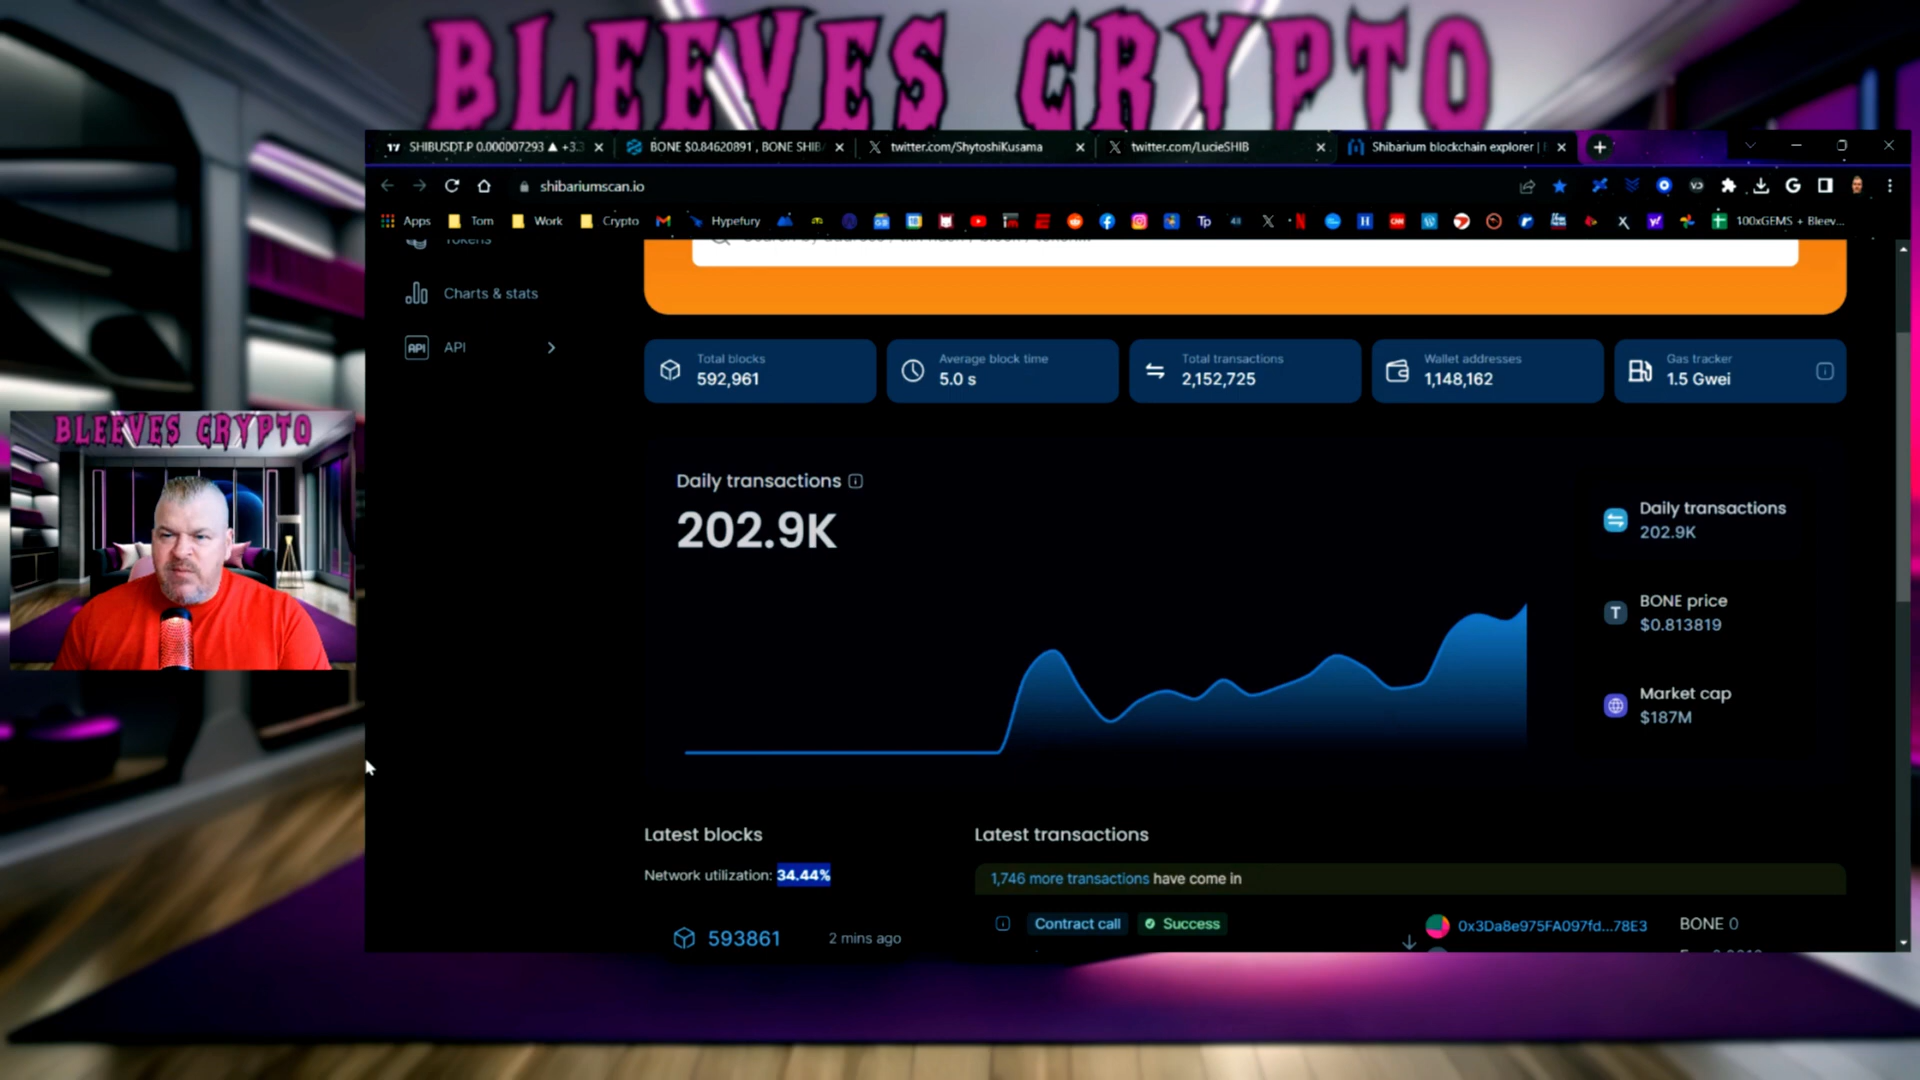 BLEEVES CRYPTO
SHIBUSDT.P 0.000007293 ▲ +3.3
BONE $0.84620891 , BONE SHIB
twitter.com/ShytoshiKusama
twitter.com/LucieSHIB
Shibarium blockchain explorer |
shibariumscan.io
Apps
Tom
Work
Crypto
Hypefury
100xGEMS + Bleev...
Tokens
Charts & stats
API API
Total blocks
592,961
Average block time
5.0 s
Total transactions
2,152,725
Wallet addresses
1,148,162
Gas tracker
1.5 Gwei
BLEEVES CRYPTO
Daily transactions
202.9K
Daily transactions
202.9K
BONE price
$0.813819
Market cap
$187M
Latest blocks
Network utilization: 34.44%
593861 2 mins ago
Latest transactions
1,746 more transactions have come in
Contract call Success
0x3Da8e975FA097fd...78E3
BONE 0